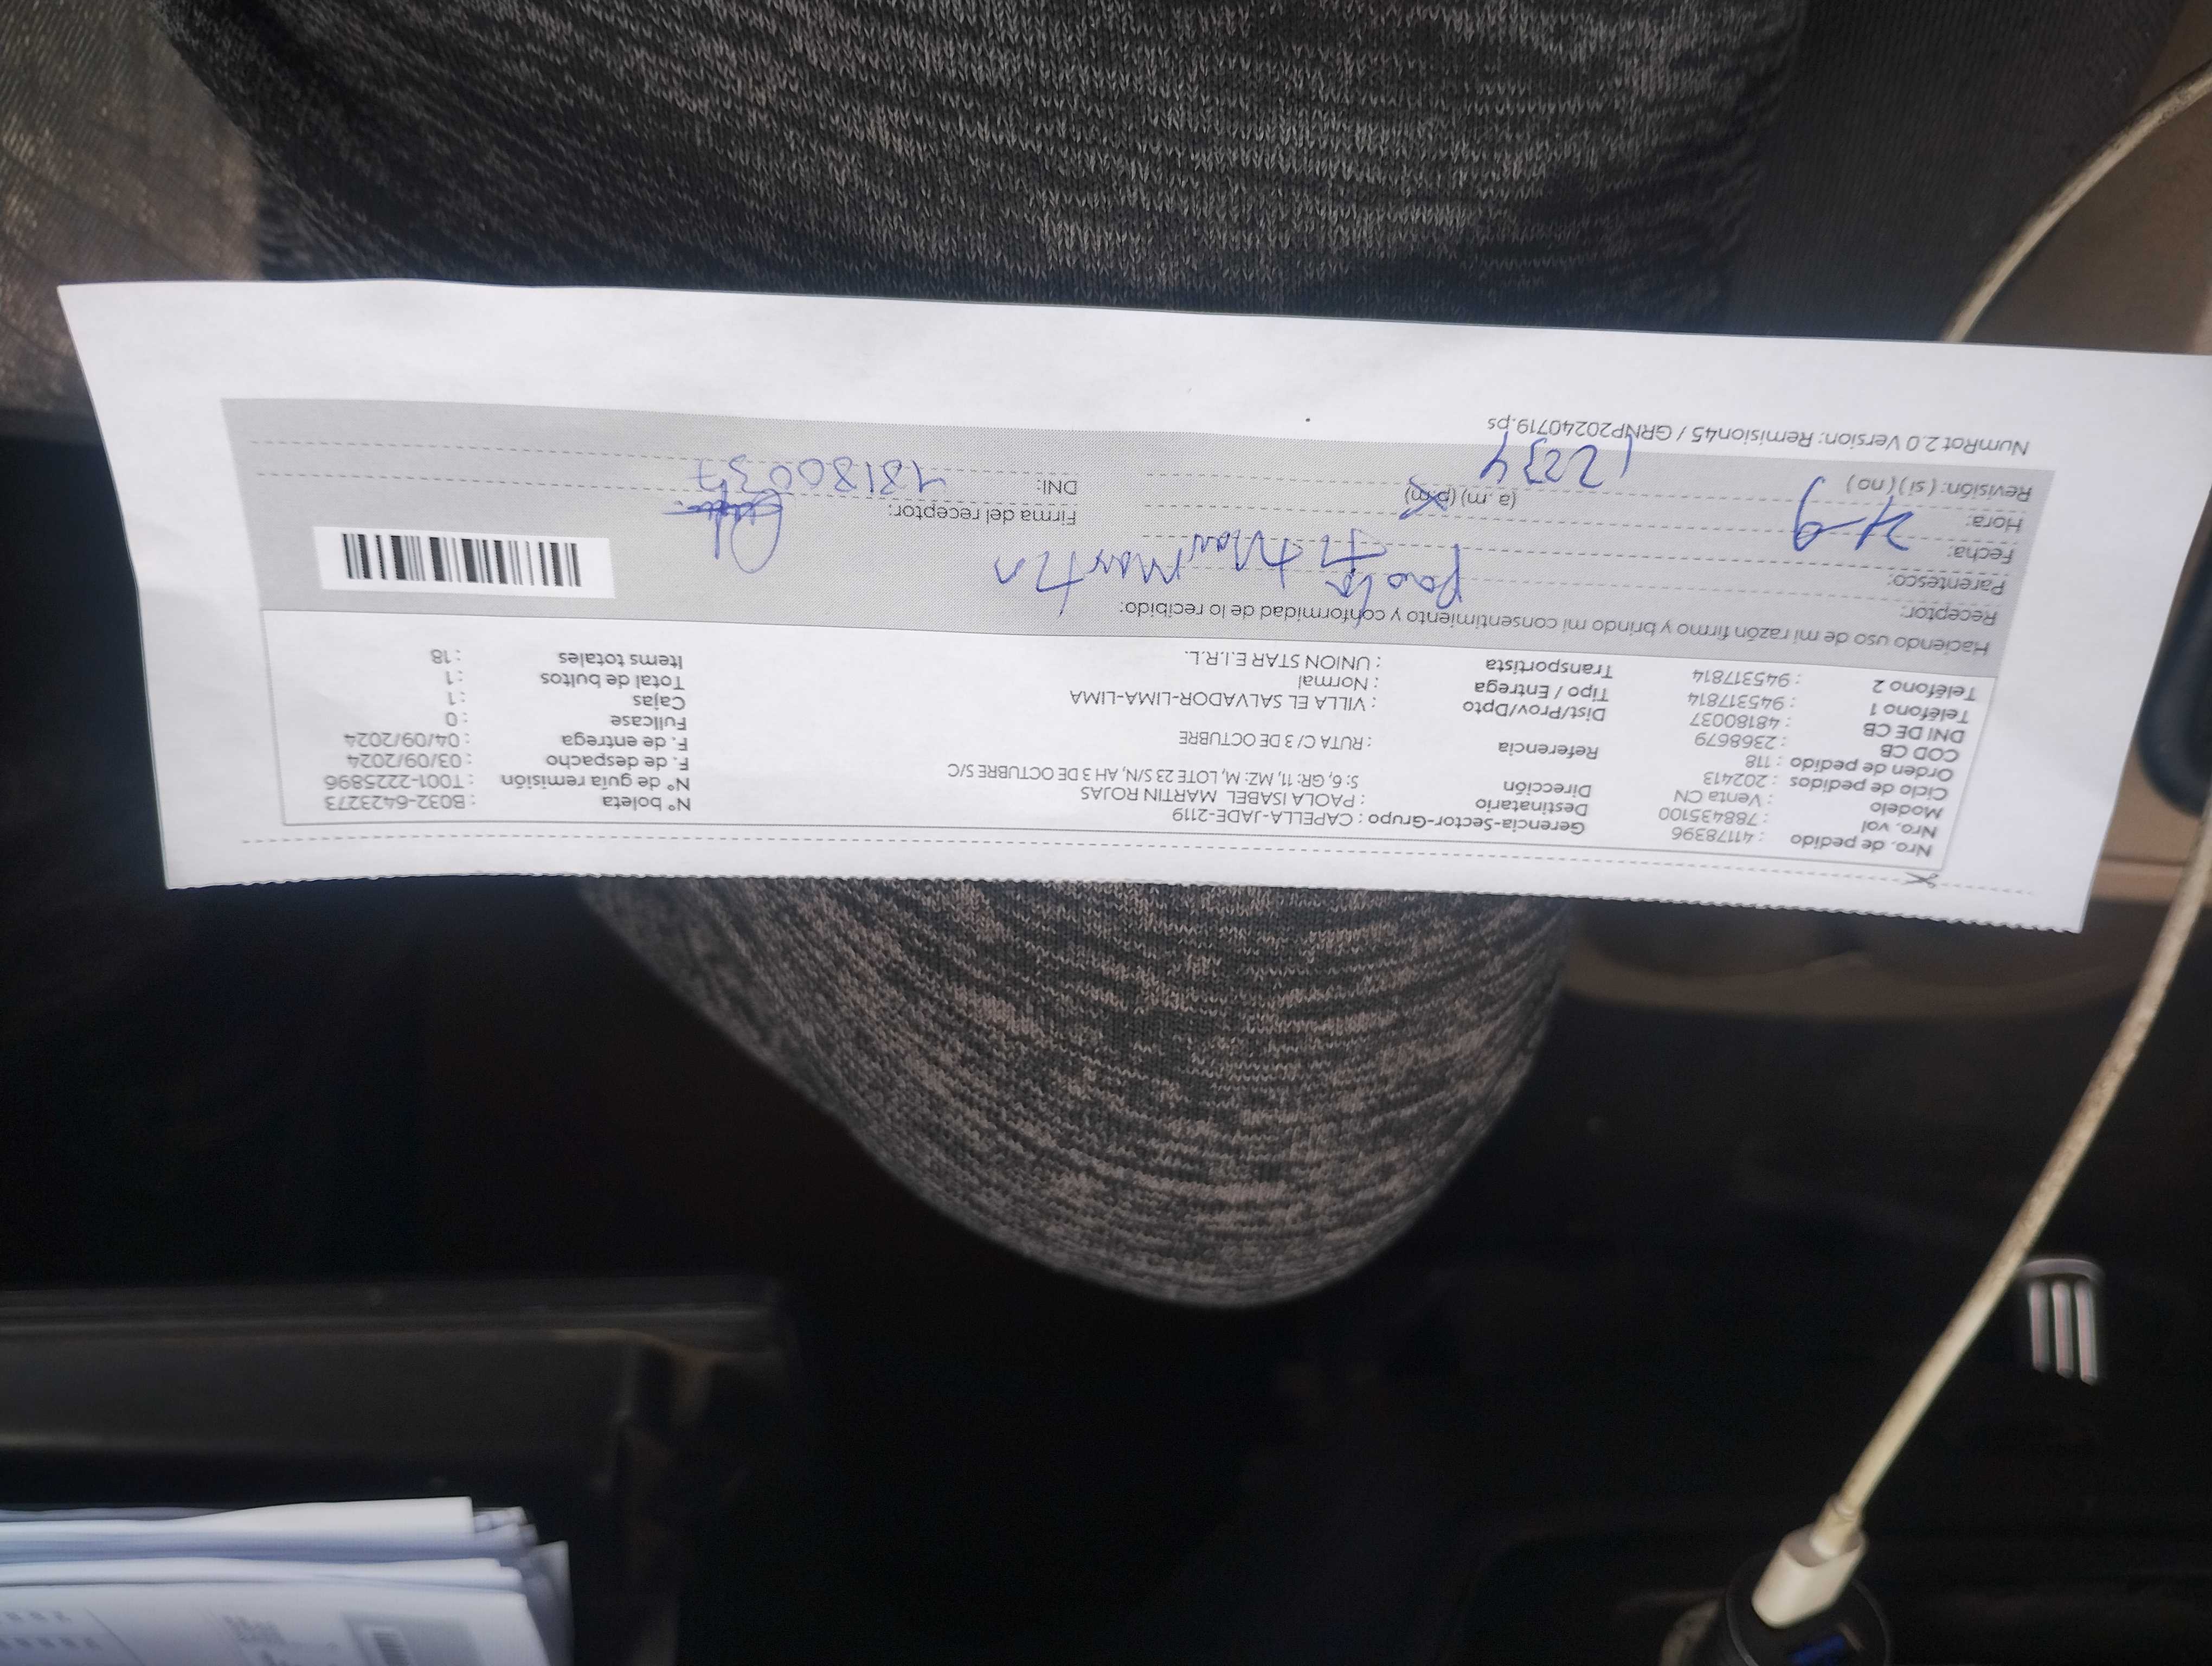 Nro. de pedido : 41178396
Nro. vol : 788435100
Modelo : Venta CN
Ciclo de pedidos : 202413
Orden de pedido : 118
COD CB : 2368679
DNI DE CB : 48180037
Teléfono 1 : 945317814
Teléfono 2 : 945317814
Gerencia-Sector-Grupo : CAPELLA-JADE-2119
Destinatario : PAOLA ISABEL MARTIN ROJAS
Dirección S: 6, GR: 11, MZ: M, LOTE 23 S/N, AH 3 DE OCTUBRE S/C
Referencia : RUTA C/ 3 DE OCTUBRE
Dist/Prov/Dpto : VILLA EL SALVADOR-LIMA-LIMA
Tipo / Entrega : Normal
Transportista : UNION STAR E.I.R.L.
N° boleta : B032-6423273
N° de guía remisión : T001-2225896
F. de despacho : 03/09/2024
F. de entrega : 04/09/2024
Fullcase : 0
Cajas : 1
Total de bultos : 1
Items totales : 18
Haciendo uso de mi razón firmo y brindo mi consentimiento y conformidad de lo recibido:
Receptor: Paola Martin
Parentesco:
Fecha: 4-9
Hora: (a.m) (p.m)
1234
Revisión: ( si ) ( no )
Firma del receptor:
DNI: 48180037
NumRot 2.0 Version: Remision45 / GRNP20240719.ps